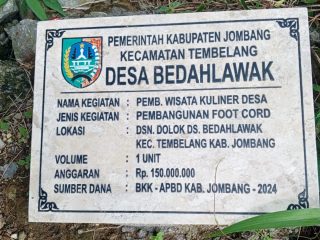 PEMERINTAH KABUPATEN JOMBANG
KECAMATAN TEMBELANG
DESA BEDAHLAWAK
NAMA KEGIATAN : PEMB. WISATA KULINER DESA
JENIS KEGIATAN : PEMBANGUNAN FOOT CORD
LOKASI : DSN. DOLOK DS. BEDAHLAWAK
KEC. TEMBELANG KAB. JOMBANG
VOLUME : 1 UNIT
ANGGARAN : Rp. 150.000.000
SUMBER DANA : BKK - APBD KAB. JOMBANG - 2024